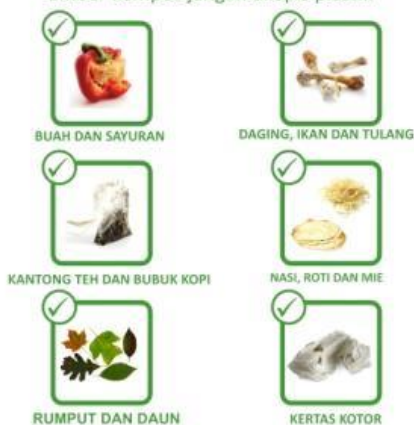 BUAH DAN SAYURAN
DAGING, IKAN DAN TULANG
KANTONG TEH DAN BUBUK KOPI
NASI, ROTI DAN MIE
RUMPUT DAN DAUN
KERTAS KOTOR